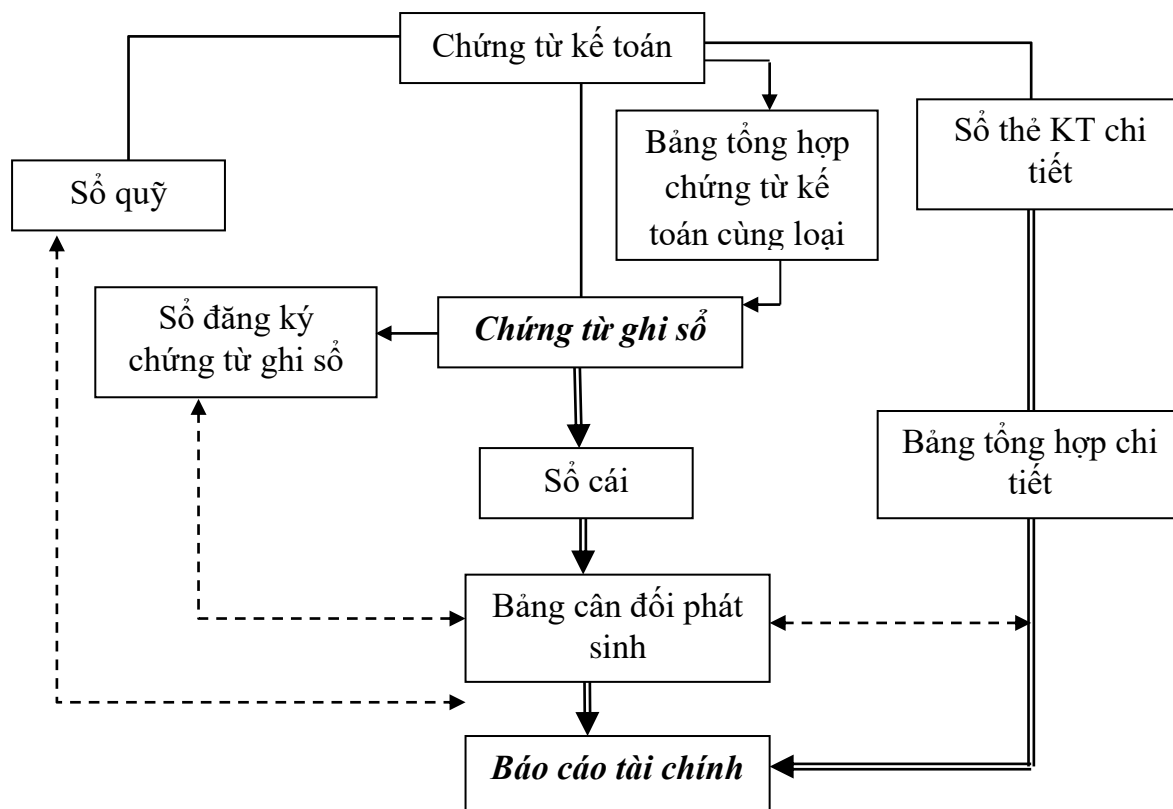 Chứng từ kế toán
Bảng tổng hợp
chứng từ kế
toán cùng loại
Sổ thẻ KT chi
tiết
Sổ quỹ
Sổ đăng ký
chứng từ ghi sổ
Chứng từ ghi sổ
Sổ cái
Bảng tổng hợp chi
tiết
Bảng cân đối phát
sinh
Báo cáo tài chính